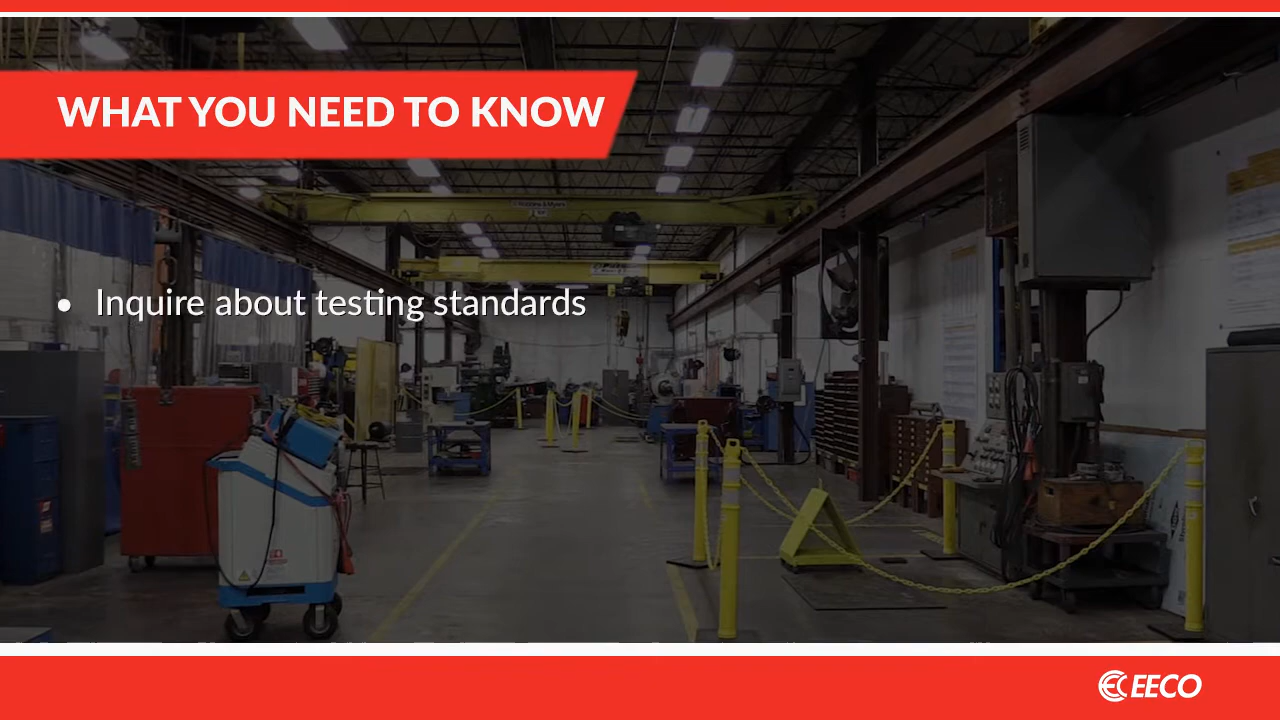 WHAT YOU NEED TO KNOW
• Inquire about testing standards
EECO